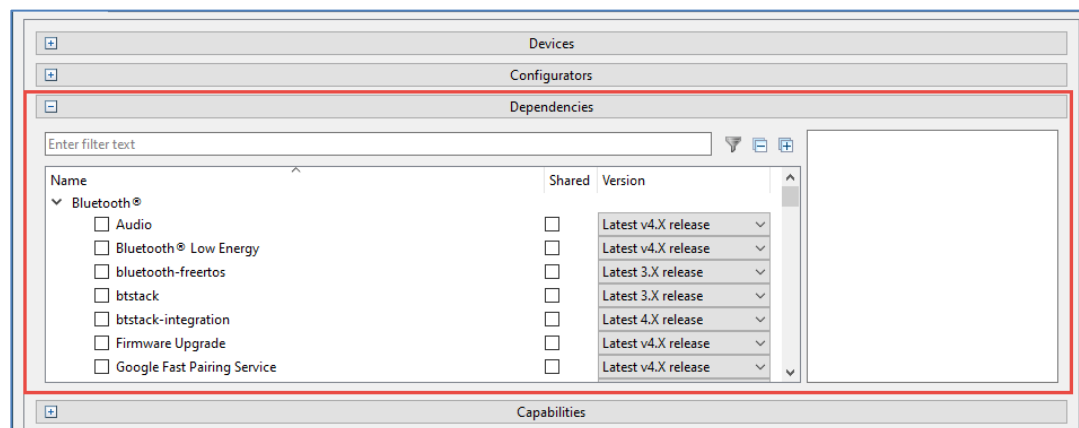 Devices
Configurators
Dependencies
Enter filter text
Name Shared Version
Bluetooth®
Audio Latest v4.X release
Bluetooth® Low Energy Latest v4.X release
bluetooth-freertos Latest 3.X release
btstack Latest 3.X release
btstack-integration Latest 4.X release
Firmware Upgrade Latest v4.X release
Google Fast Pairing Service Latest v4.X release
Capabilities